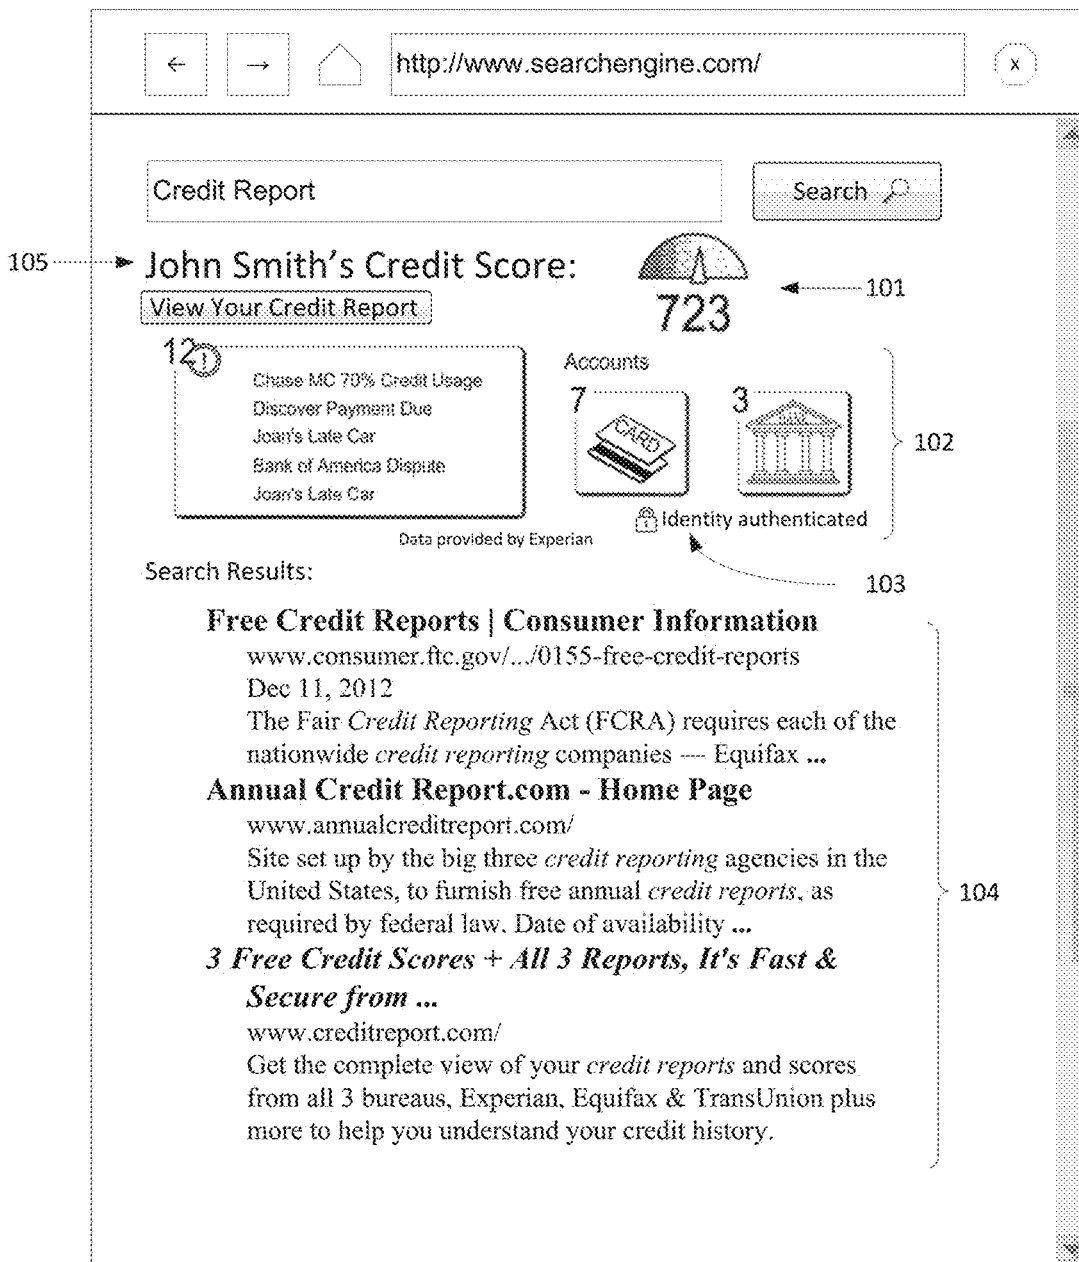 ← → http://www.searchengine.com/ x
Credit Report Search
105 John Smith's Credit Score:
101
View Your Credit Report 723
12 !
Chase MC 70% Credit Usage
Discover Payment Due
Joan's Late Car
Bank of America Dispute
Joan's Late Car
Accounts
7 CARD
3 BANK
102
Identity authenticated
Data provided by Experian
103
Search Results:
Free Credit Reports | Consumer Information
www.consumer.ftc.gov/.../0155-free-credit-reports
Dec 11, 2012
The Fair Credit Reporting Act (FCRA) requires each of the
nationwide credit reporting companies --- Equifax ...
Annual Credit Report.com - Home Page
www.annualcreditreport.com/
Site set up by the big three credit reporting agencies in the
United States, to furnish free annual credit reports, as
required by federal law. Date of availability ...
104
3 Free Credit Scores + All 3 Reports, It's Fast &
Secure from ...
www.creditreport.com/
Get the complete view of your credit reports and scores
from all 3 bureaus, Experian, Equifax & TransUnion plus
more to help you understand your credit history.